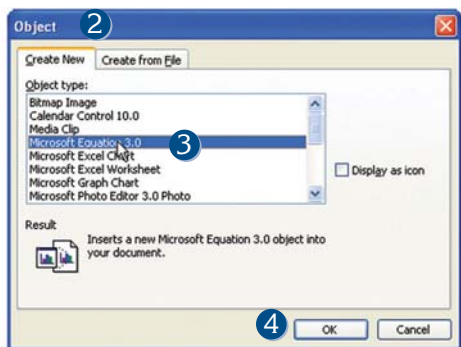 Object 2
Create New Create from File
Object type:
Bitmap Image
Calendar Control 10.0
Media Clip
Microsoft Equation 3.0 3
Microsoft Excel Chart
Microsoft Excel Worksheet
Microsoft Graph Chart
Microsoft Photo Editor 3.0 Photo
Display as icon
Result
Inserts a new Microsoft Equation 3.0 object into
your document.
4 OK Cancel